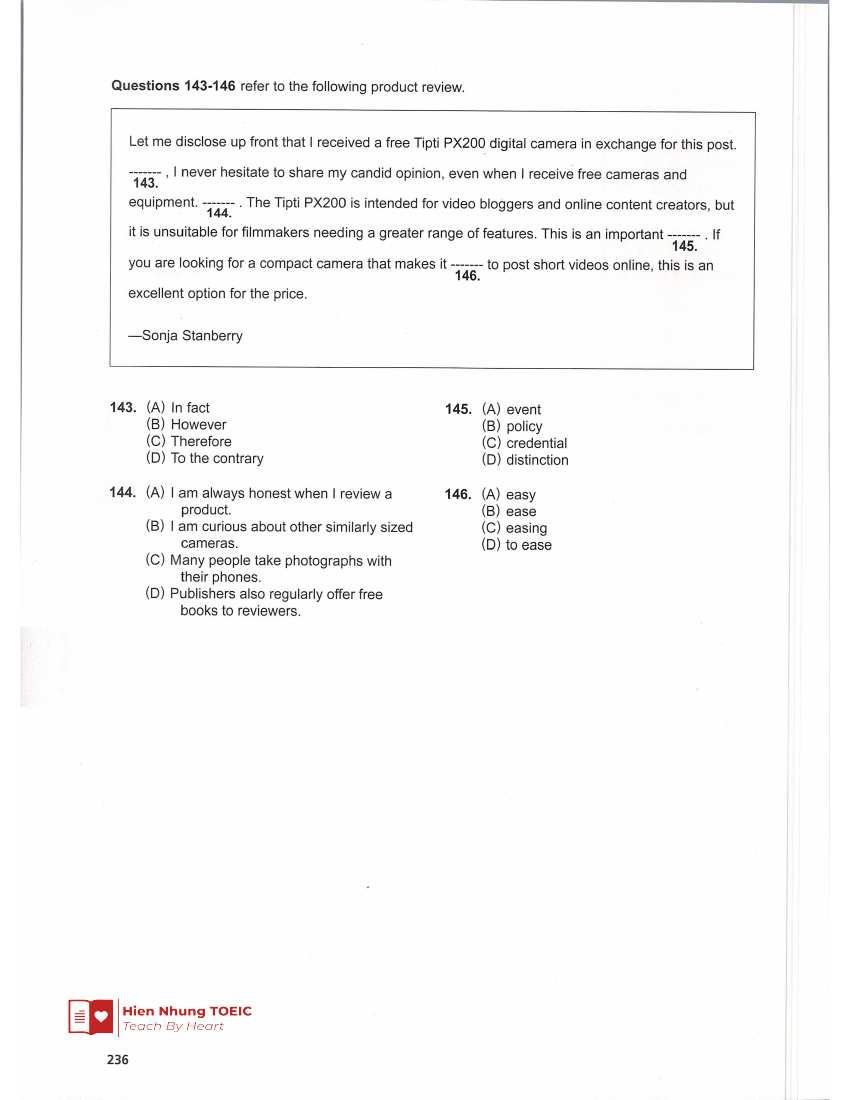 Questions 143-146 refer to the following product review.
Let me disclose up front that I received a free Tipti PX200 digital camera in exchange for this post.
------- , I never hesitate to share my candid opinion, even when I receive free cameras and
143.
equipment. ------- . The Tipti PX200 is intended for video bloggers and online content creators, but
144.
it is unsuitable for filmmakers needing a greater range of features. This is an important ------- . If
145.
you are looking for a compact camera that makes it ------- to post short videos online, this is an
146.
excellent option for the price.
—Sonja Stanberry
143. (A) In fact
(B) However
(C) Therefore
(D) To the contrary
144. (A) I am always honest when I review a
product.
(B) I am curious about other similarly sized
cameras.
(C) Many people take photographs with
their phones.
(D) Publishers also regularly offer free
books to reviewers.
145. (A) event
(B) policy
(C) credential
(D) distinction
146. (A) easy
(B) ease
(C) easing
(D) to ease
Hien Nhung TOEIC
Teach By Heart
236